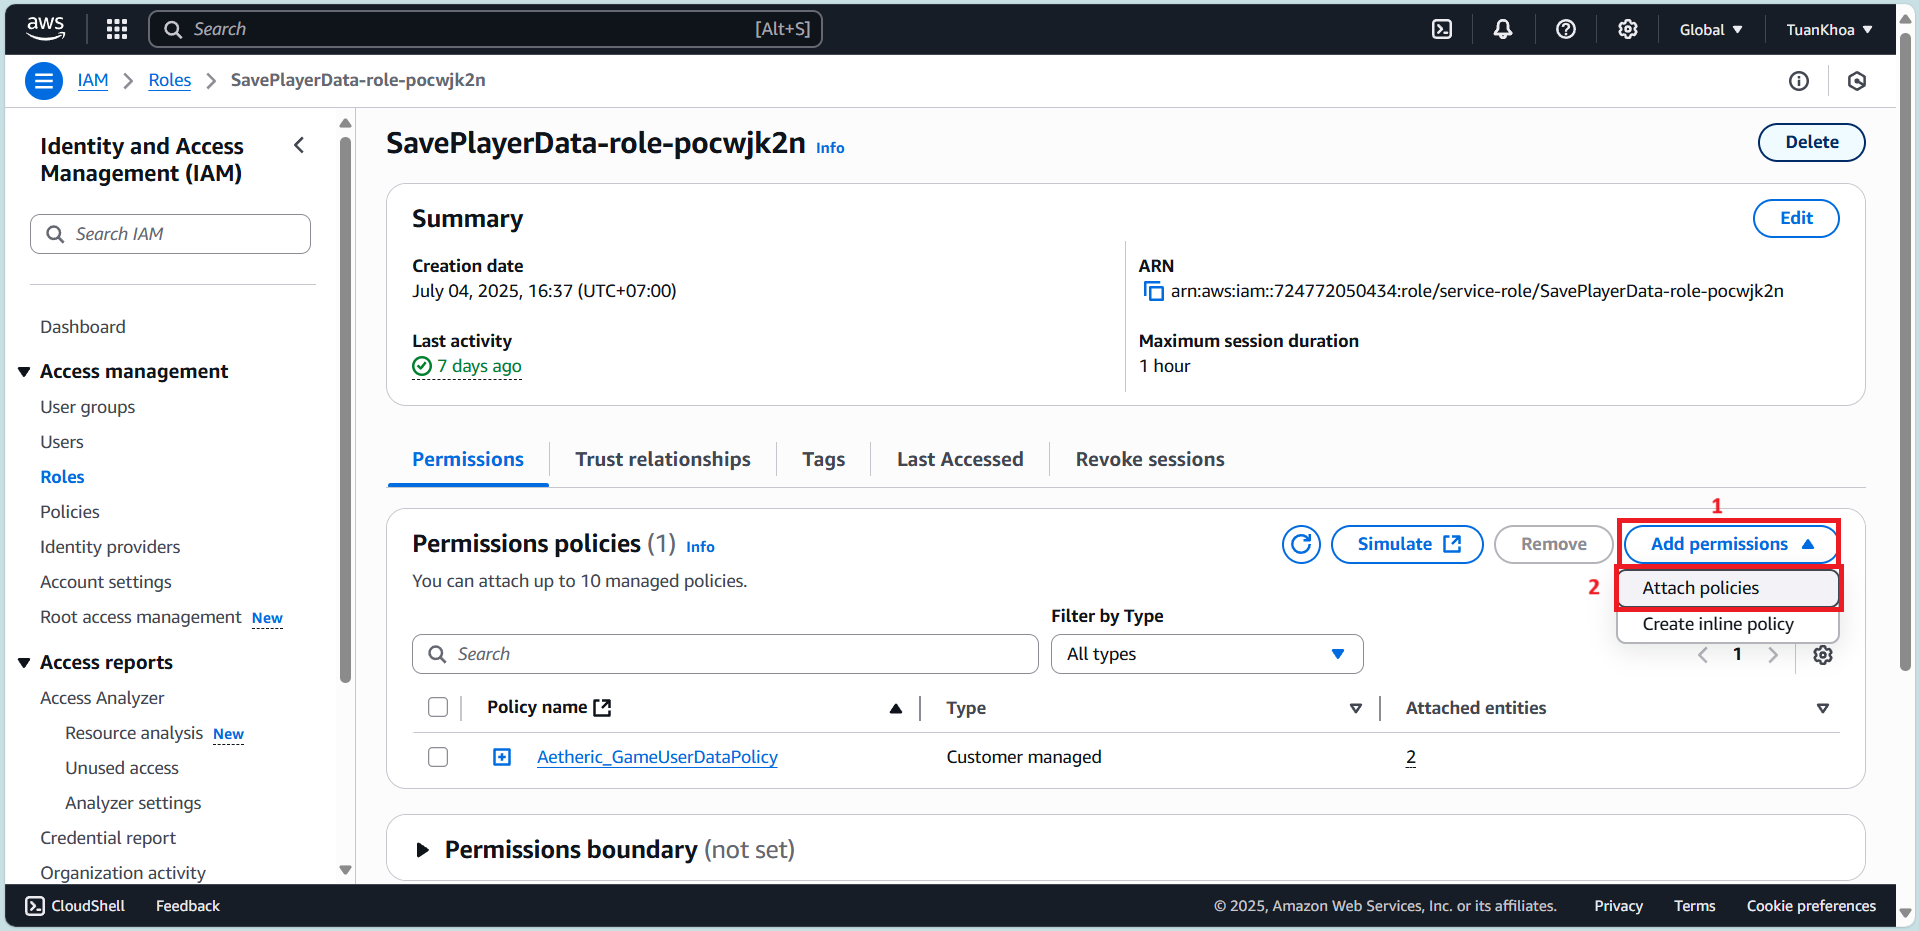 aws
Search [Alt+S]
Global
TuanKhoa
IAM
Roles
SavePlayerData-role-pocwjk2n
Identity and Access
Management (IAM)
Search IAM
Dashboard
Access management
User groups
Users
Roles
Policies
Identity providers
Account settings
Root access management New
Access reports
Access Analyzer
Resource analysis New
Unused access
Analyzer settings
Credential report
Organization activity
SavePlayerData-role-pocwjk2n Info
Delete
Summary
Edit
Creation date
July 04, 2025, 16:37 (UTC+07:00)
ARN
arn:aws:iam::724772050434:role/service-role/SavePlayerData-role-pocwjk2n
Last activity
7 days ago
Maximum session duration
1 hour
Permissions
Trust relationships
Tags
Last Accessed
Revoke sessions
1
Permissions policies (1) Info
Simulate
Remove
Add permissions
You can attach up to 10 managed policies.
2
Attach policies
Create inline policy
Filter by Type
Search
All types
1
Policy name
Type
Attached entities
Aetheric_GameUserDataPolicy
Customer managed
2
Permissions boundary (not set)
CloudShell
Feedback
© 2025, Amazon Web Services, Inc. or its affiliates.
Privacy
Terms
Cookie preferences